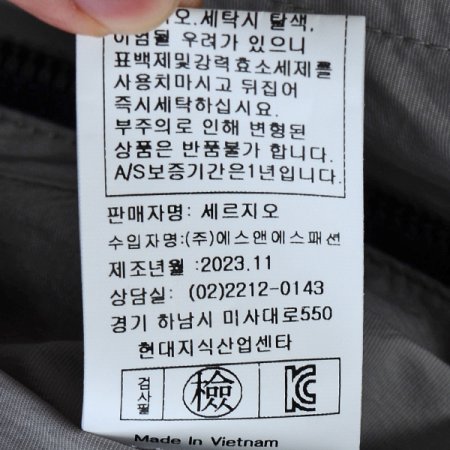 시오.세탁시 탈색,
이염될 우려가 있으니
표백제및강력효소세제를
사용치마시고 뒤집어
즉시세탁하십시요.
부주의로 인해 변형된
상품은 반품불가 합니다.
A/S보증기간은1년입니다.
판매자명: 세르지오
수입자명:(주)에스앤에스패션
제조년월 :2023.11
상담실: (02)2212-0143
경기 하남시 미사대로550
현대지식산업센타
검사필 檢 KC
Made In Vietnam